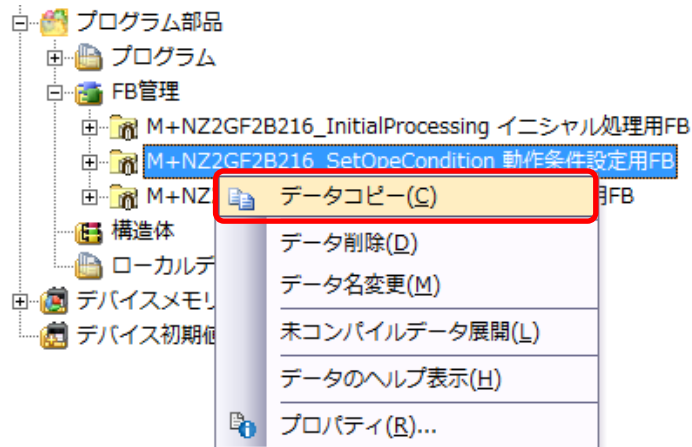 プログラム部品
プログラム
FB管理
M+NZ2GF2B216_InitialProcessing イニシャル処理用FB
M+NZ2GF2B216_SetOpeCondition 動作条件設定用FB
M+NZ 用FB
データコピー(C)
構造体
データ削除(D)
ローカルデ
データ名変更(M)
デバイスメモリ
未コンパイルデータ展開(L)
デバイス初期値
データのヘルプ表示(H)
プロパティ(R)...